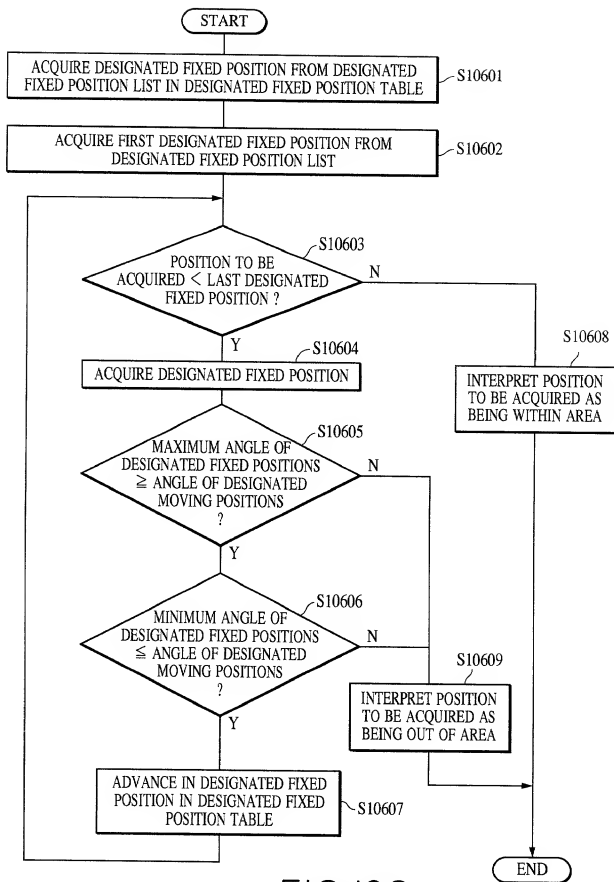 START
ACQUIRE DESIGNATED FIXED POSITION FROM DESIGNATED
FIXED POSITION LIST IN DESIGNATED FIXED POSITION TABLE
S10601
ACQUIRE FIRST DESIGNATED FIXED POSITION FROM
DESIGNATED FIXED POSITION LIST
S10602
S10603
POSITION TO BE
ACQUIRED < LAST DESIGNATED
FIXED POSITION ?
N
Y
S10604
ACQUIRE DESIGNATED FIXED POSITION
S10608
INTERPRET POSITION
TO BE ACQUIRED AS
BEING WITHIN AREA
S10605
MAXIMUM ANGLE OF
DESIGNATED FIXED POSITIONS
≧ ANGLE OF DESIGNATED
MOVING POSITIONS
?
N
Y
S10606
MINIMUM ANGLE OF
DESIGNATED FIXED POSITIONS
≦ ANGLE OF DESIGNATED
MOVING POSITIONS
?
N
Y
S10609
INTERPRET POSITION
TO BE ACQUIRED AS
BEING OUT OF AREA
ADVANCE IN DESIGNATED FIXED
POSITION IN DESIGNATED FIXED
POSITION TABLE
S10607
END